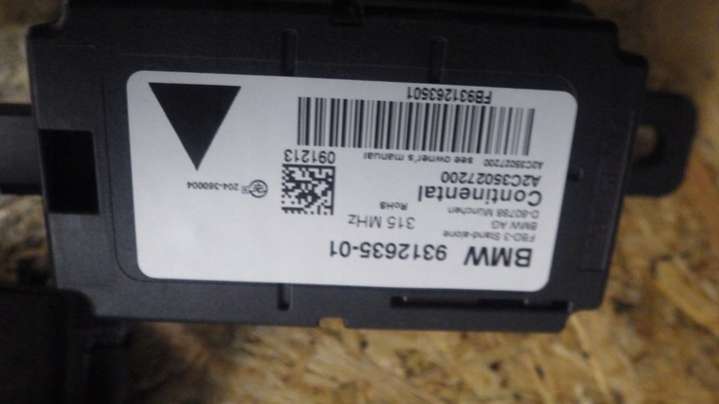 BMW 9312635-01
FBD-3 Stand-alone
BMW AG 315 MHz
D-80788 München RoHS
Continental
A2C35027200 091213
A2C35027200 see owner's manual
FB931263501
204-360004